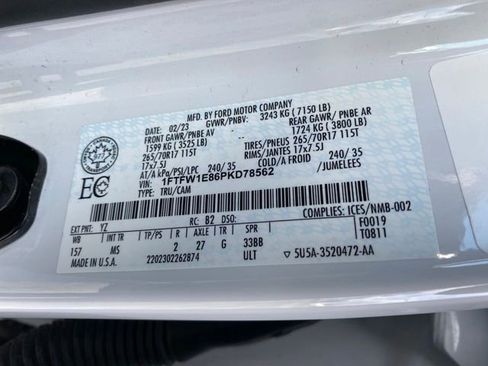 MFD. BY FORD MOTOR COMPANY
02/23 GVWR/PNBV: 3243 KG ( 7150 LB)
FRONT GAWR/PNBE AV REAR GAWR/ PNBE AR
1599 KG ( 3525 LB) 1724 KG ( 3800 LB)
265/70R17 115T TIRES/PNEUS 265/70R17 115T
17x7.5J RIMS/JANTES 17x7.5J
AT/A kPa/PSI/LPC 240/ 35 COLD/A FROID 240/ 35
VIN: 1FTFW1E86PKD78562 /JUMELEES
TYPE: TRU/CAM
EC
EXT PNT: YZ RC: B2 DSO: COMPLIES: ICES/NMB-002
WB INT TR TP/PS R AXLE TR SPR F0019
157 MS 2 27 G 33BB T0811
MADE IN U.S.A. 2202302262874 ULT 5U5A-3520472-AA